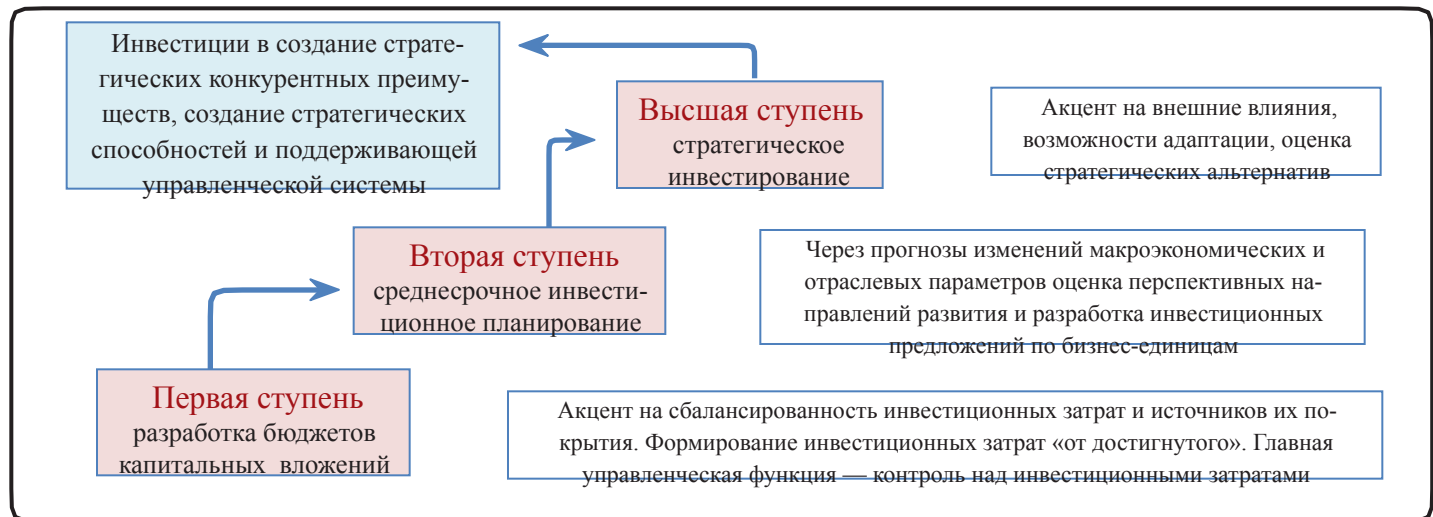 Инвестиции в создание страте-
гических конкурентных преиму-
ществ, создание стратегических
способностей и поддерживающей
управленческой системы
Высшая ступень
стратегическое
инвестирование
Акцент на внешние влияния,
возможности адаптации, оценка
стратегических альтернатив
Вторая ступень
среднесрочное инвести-
ционное планирование
Через прогнозы изменений макроэкономических и
отраслевых параметров оценка перспективных на-
правлений развития и разработка инвестиционных
предложений по бизнес-единицам
Первая ступень
разработка бюджетов
капитальных вложений
Акцент на сбалансированность инвестиционных затрат и источников их по-
крытия. Формирование инвестиционных затрат «от достигнутого». Главная
управленческая функция — контроль над инвестиционными затратами